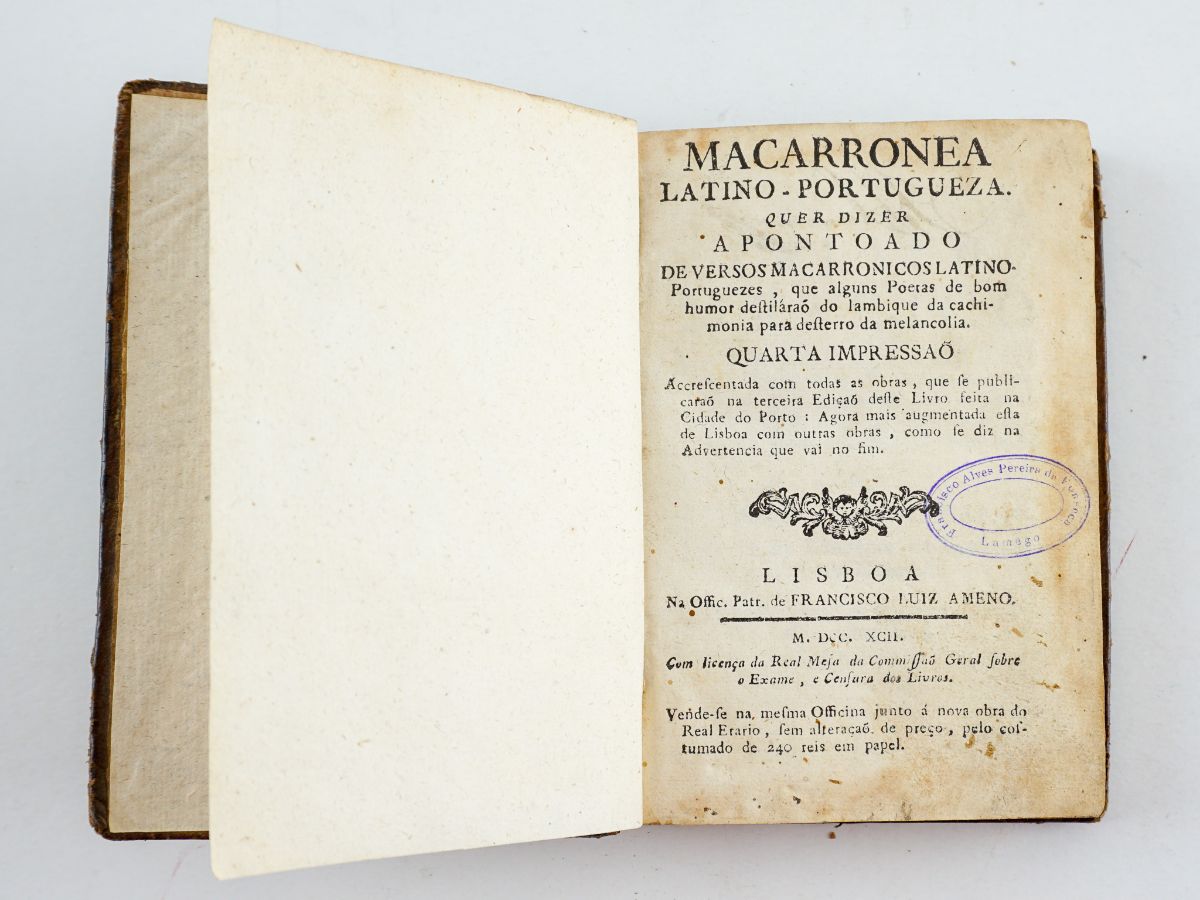 MACARRONEA
LATINO-PORTUGUEZA.
QUER DIZER
APONTOADO
DE VERSOS MACARRONICOS LATINO-
Portuguezes , que alguns Poetas de bom
humor deſtiláraõ do lambique da cachi-
monia para deſterro da melancolia.
QUARTA IMPRESSAÕ
Accreſcentada com todas as obras , que ſe publi-
caraõ na terceira Ediçaõ deſte Livro feita na
Cidade do Porto : Agora mais augmentada eſta
de Lisboa com outras obras , como ſe diz na
Advertencia que vai no fim.
Francisco Alves Pereira da Fonseca
Lamego
LISBOA
Na Offic. Patr. de FRANCISCO LUIZ AMENO.
M. DCC. XCII.
Com licença da Real Meſa da Commiſſaõ Geral ſobre
o Exame , e Cenſura dos Livros.
Vende-ſe na meſma Officina junto á nova obra do
Real Erario , ſem alteraçaõ de preço , pelo coſ-
tumado de 240 reis em papel.